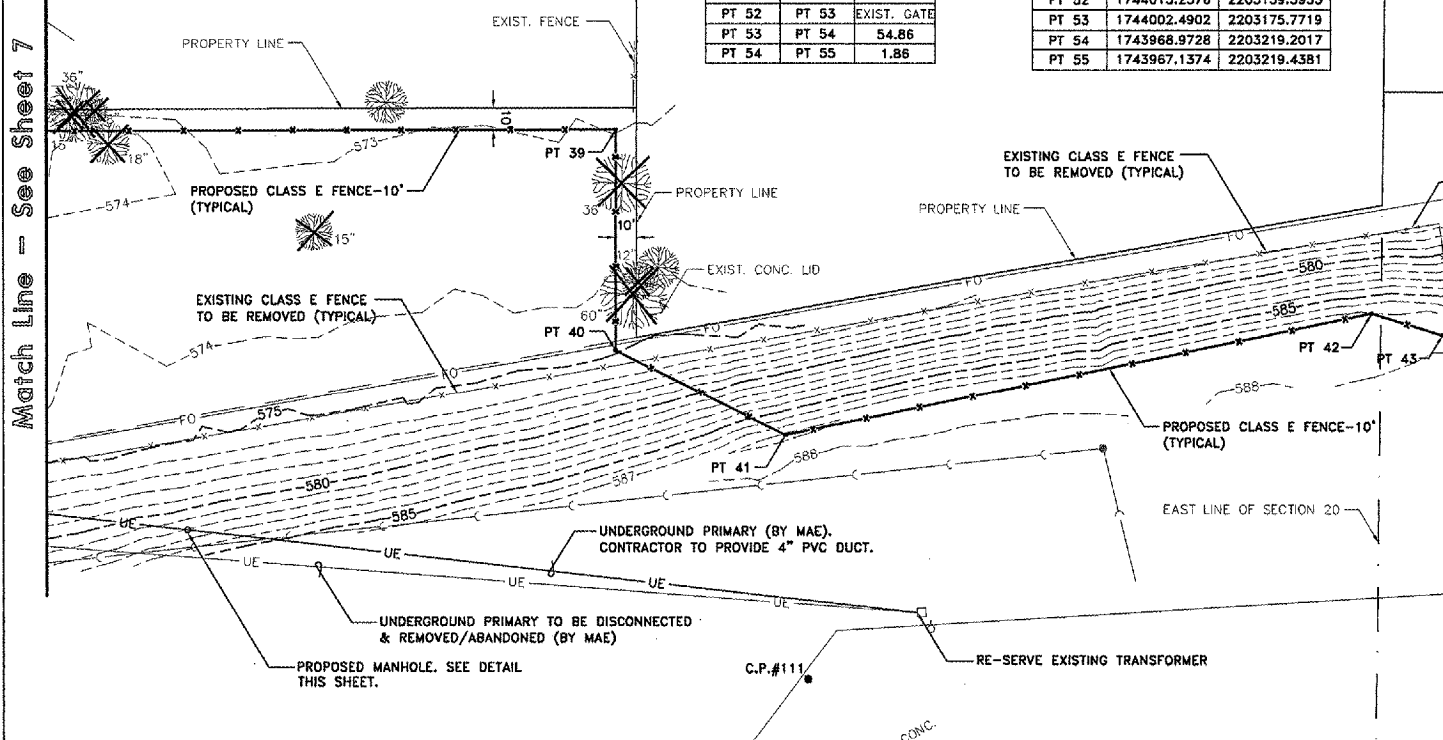 PT 52 PT 53 EXIST. GATE
PT 53 PT 54 54.86
PT 54 PT 55 1.86
PT 53 1744002.4902 2203175.7719
PT 54 1743968.9728 2203219.2017
PT 55 1743967.1374 2203219.4381
Match Line -- See Sheet 7
EXIST. FENCE
PROPERTY LINE
36"
15"
18"
10'
573
PT 39
574
PROPOSED CLASS E FENCE-10'
(TYPICAL)
15"
36"
PROPERTY LINE
10'
12"
EXIST. CONC. LID
60"
EXISTING CLASS E FENCE
TO BE REMOVED (TYPICAL)
PROPERTY LINE
FO
580
585
EXISTING CLASS E FENCE
TO BE REMOVED (TYPICAL)
PT 40
FO
FO
574
FO
575
FO
PT 42
PT 43
588
PROPOSED CLASS E FENCE-10'
(TYPICAL)
PT 41
588
587
580
585
EAST LINE OF SECTION 20
UE
UE
UE
UE
UE
UE
UNDERGROUND PRIMARY (BY MAE).
CONTRACTOR TO PROVIDE 4" PVC DUCT.
UNDERGROUND PRIMARY TO BE DISCONNECTED
& REMOVED/ABANDONED (BY MAE)
PROPOSED MANHOLE. SEE DETAIL
THIS SHEET.
C.P.#111
RE-SERVE EXISTING TRANSFORMER
CONC.